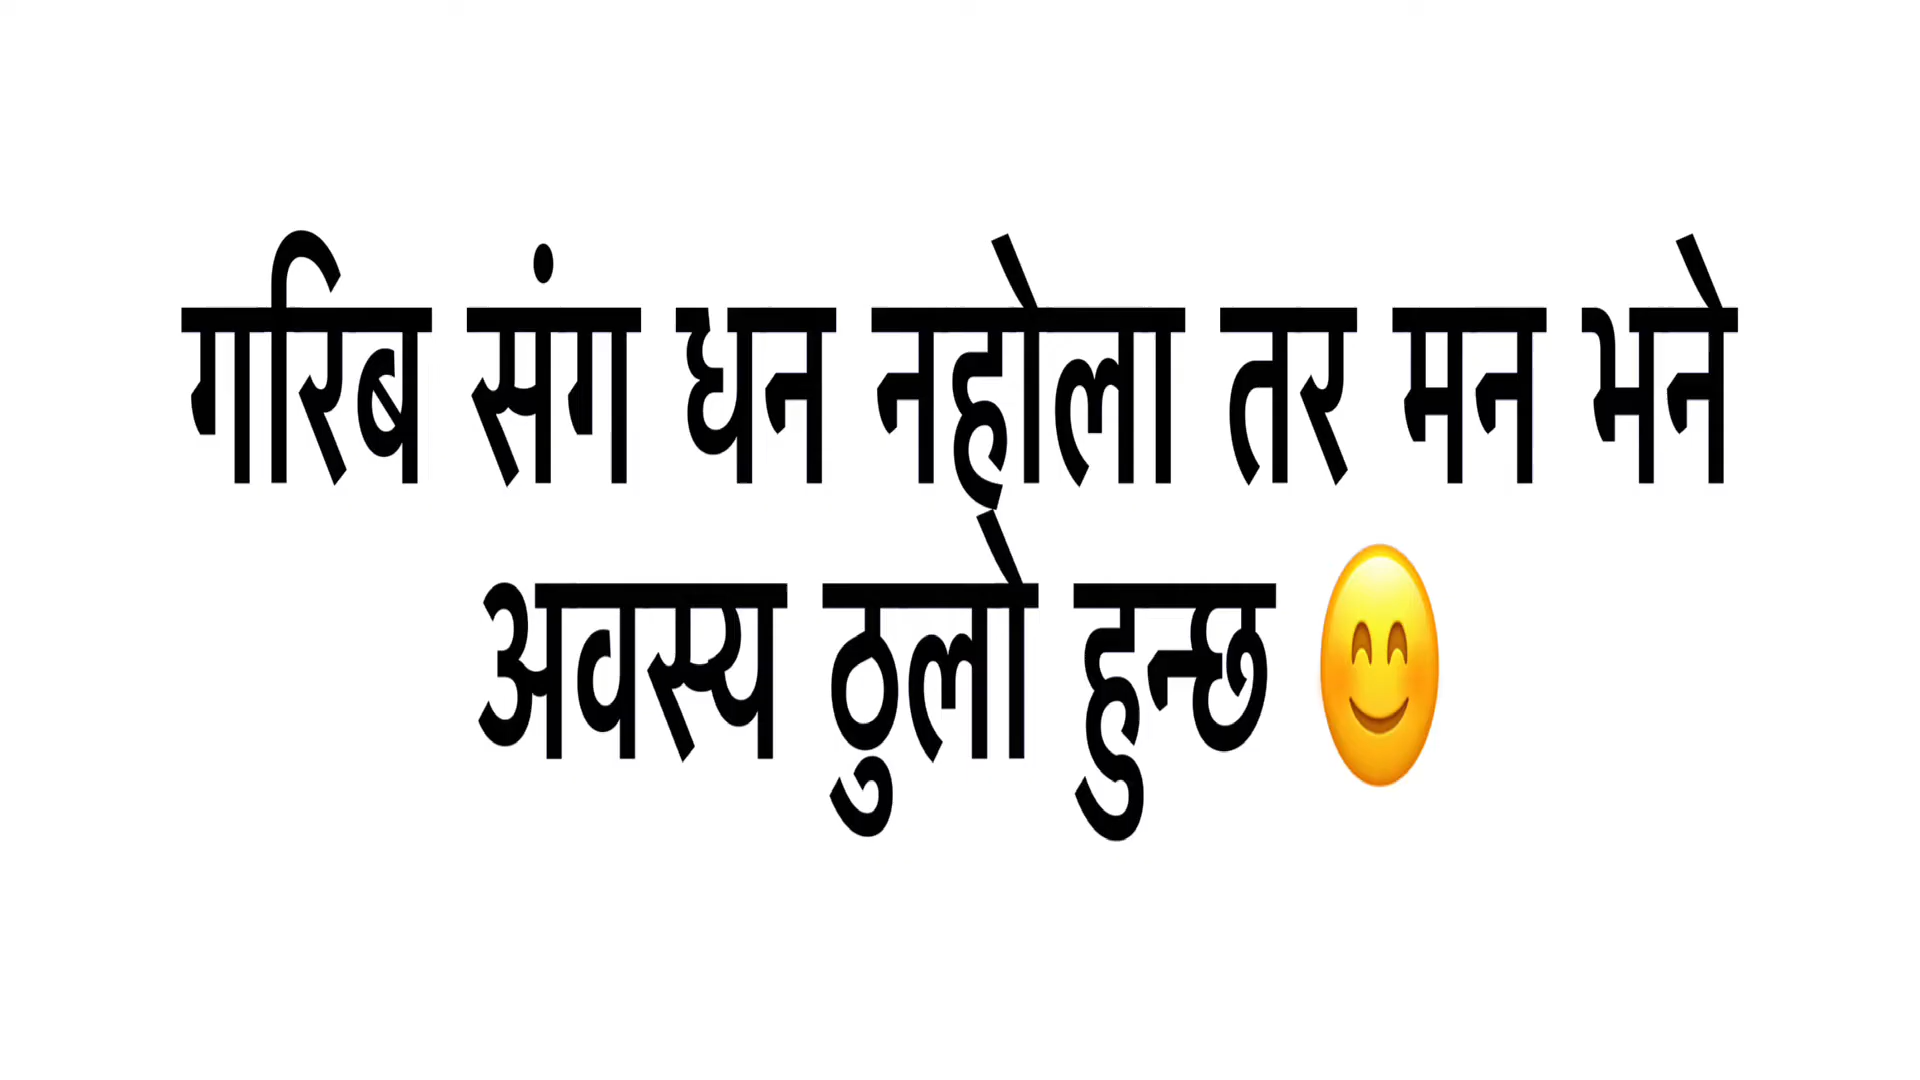 गरिब संग धन नहोला तर मन भने
अवस्य ठुलो हुन्छ 😊